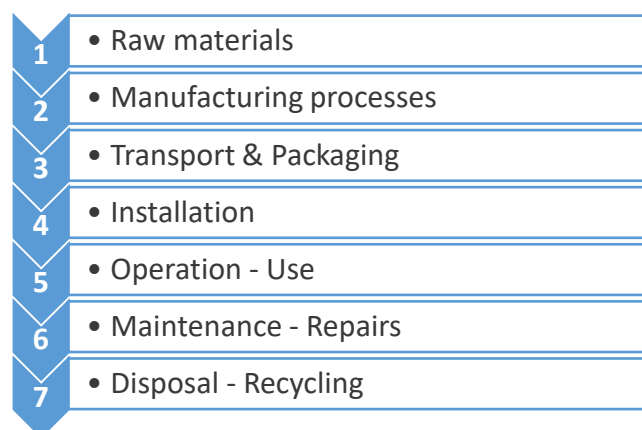 1 • Raw materials
2 • Manufacturing processes
3 • Transport & Packaging
4 • Installation
5 • Operation - Use
6 • Maintenance - Repairs
7 • Disposal - Recycling